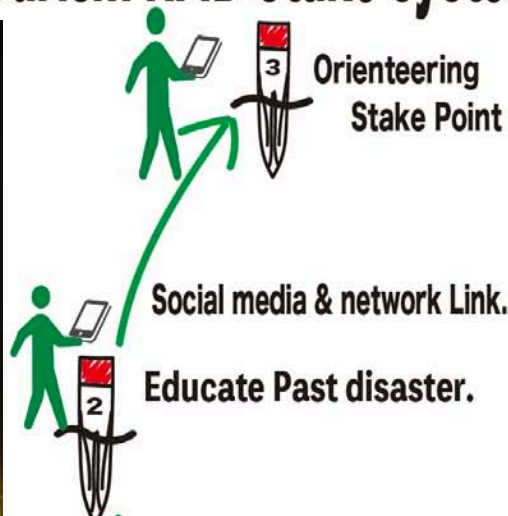 3
Orienteering
Stake Point
Social media & network Link.
Educate Past disaster.
2